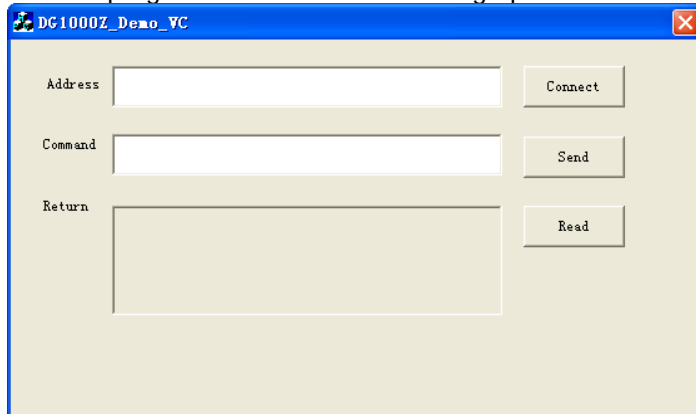 DG1000Z_Demo_VC
Address
Connect
Command
Send
Return
Read